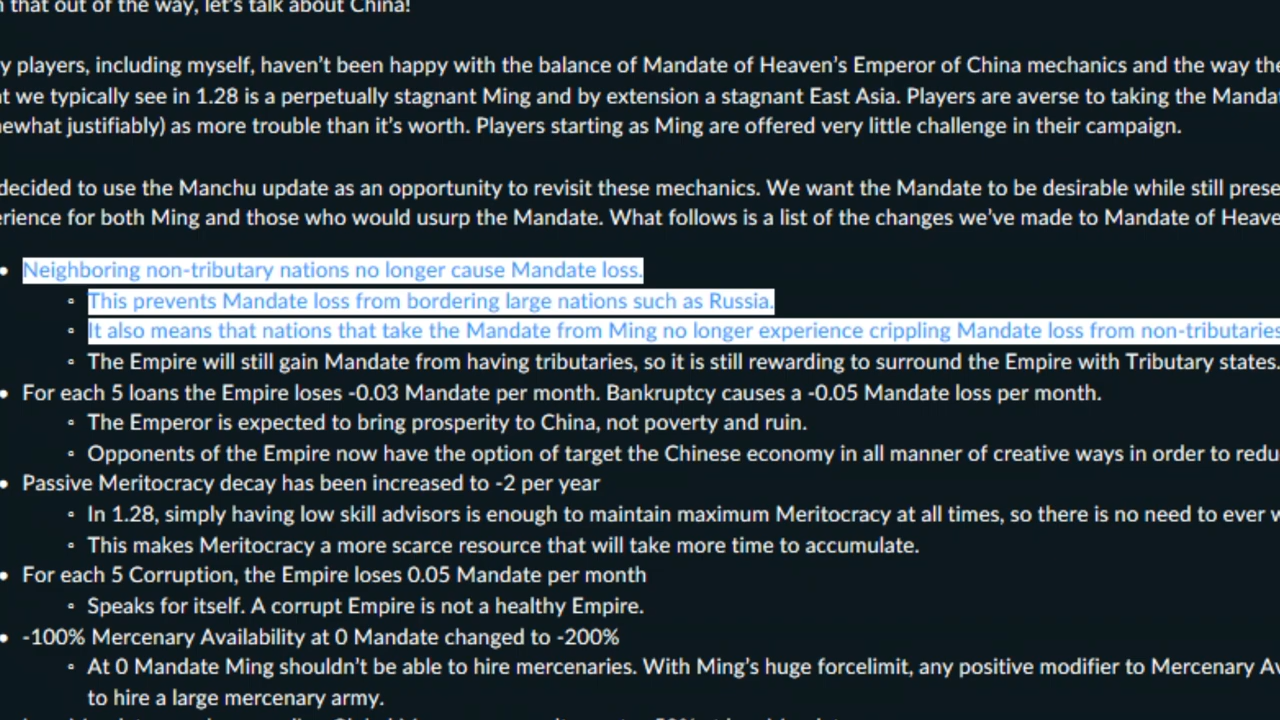 that out of the way, let's talk about China!
players, including myself, haven't been happy with the balance of Mandate of Heaven's Emperor of China mechanics and the way
we typically see in 1.28 is a perpetually stagnant Ming and by extension a stagnant East Asia. Players are averse to taking the
justifiably) as more trouble than it's worth. Players starting as Ming are offered very little challenge in their campaign.
decided to use the Manchu update as an opportunity to revisit these mechanics. We want the Mandate to be desirable while still
for both Ming and those who would usurp the Mandate. What follows is a list of the changes we've made to Mandate of
• Neighboring non-tributary nations no longer cause Mandate loss.
◦ This prevents Mandate loss from bordering large nations such as Russia.
◦ It also means that nations that take the Mandate from Ming no longer experience crippling Mandate loss from non-tributaries
◦ The Empire will still gain Mandate from having tributaries, so it is still rewarding to surround the Empire with Tributary states.
• For each 5 loans the Empire loses -0.03 Mandate per month. Bankruptcy causes a -0.05 Mandate loss per month.
◦ The Emperor is expected to bring prosperity to China, not poverty and ruin.
◦ Opponents of the Empire now have the option of target the Chinese economy in all manner of creative ways in order to
• Passive Meritocracy decay has been increased to -2 per year
◦ In 1.28, simply having low skill advisors is enough to maintain maximum Meritocracy at all times, so there is no need to ever
◦ This makes Meritocracy a more scarce resource that will take more time to accumulate.
• For each 5 Corruption, the Empire loses 0.05 Mandate per month
◦ Speaks for itself. A corrupt Empire is not a healthy Empire.
• -100% Mercenary Availability at 0 Mandate changed to -200%
◦ At 0 Mandate Ming shouldn't be able to hire mercenaries. With Ming's huge forcelimit, any positive modifier to Mercenary
to hire a large mercenary army.